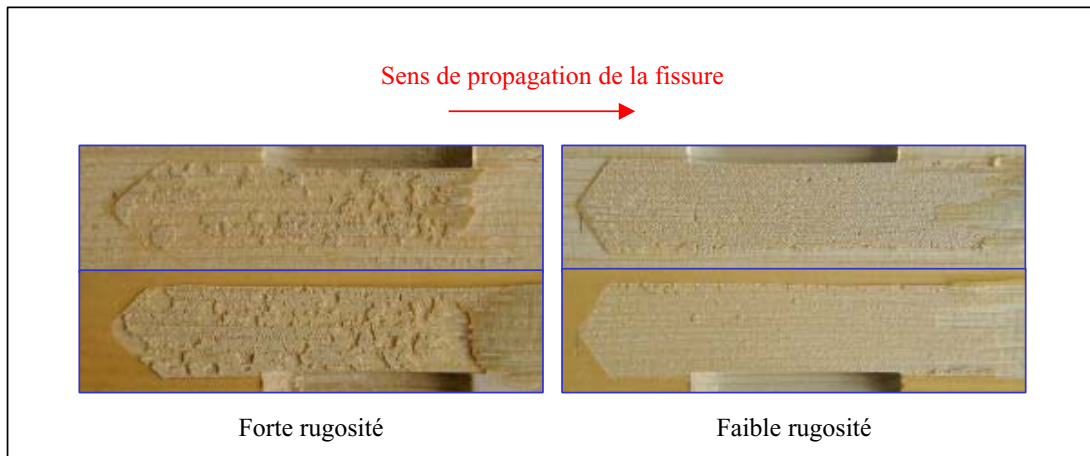 Sens de propagation de la fissure
Forte rugosité
Faible rugosité